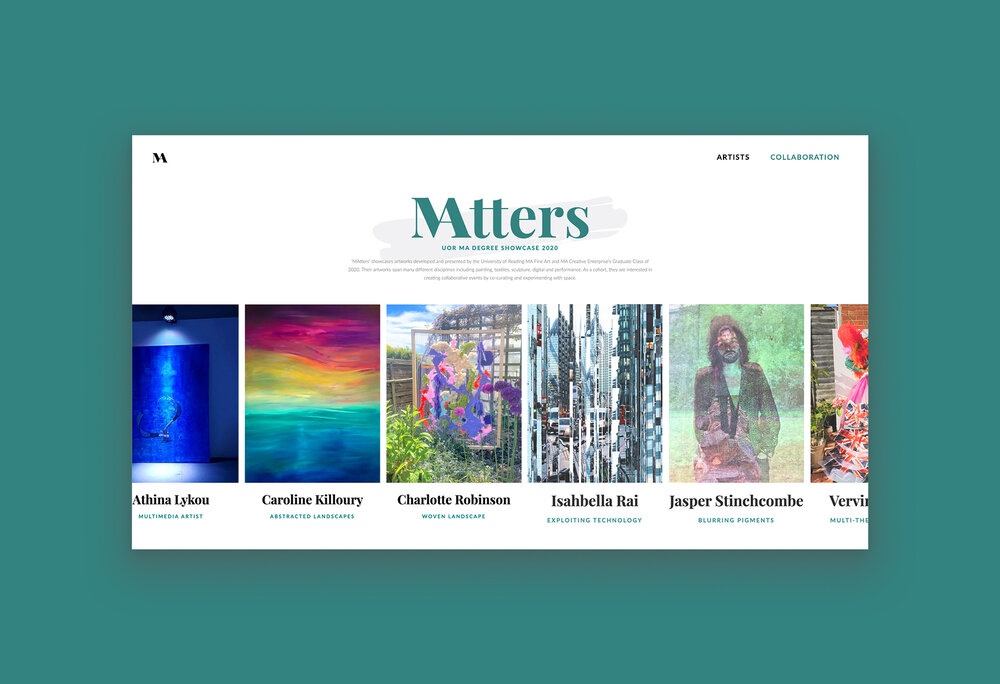 MA
ARTISTS COLLABORATION
MAtters
UOR MA DEGREE SHOWCASE 2020
'MAtters' showcases artworks developed and presented by the University of Reading MA Fine Art and MA Creative Enterprise's Graduate Class of
2020. Their artworks span many different disciplines including painting, textiles, sculpture, digital and performance. As a cohort, they are interested in
creating collaborative events by co-curating and experimenting with space.
Athina Lykou
MULTIMEDIA ARTIST
Caroline Killoury
ABSTRACTED LANDSCAPES
Charlotte Robinson
WOVEN LANDSCAPE
Isahbella Rai
EXPLOITING TECHNOLOGY
Jasper Stinchcombe
BLURRING PIGMENTS
Vervin
MULTI-THE